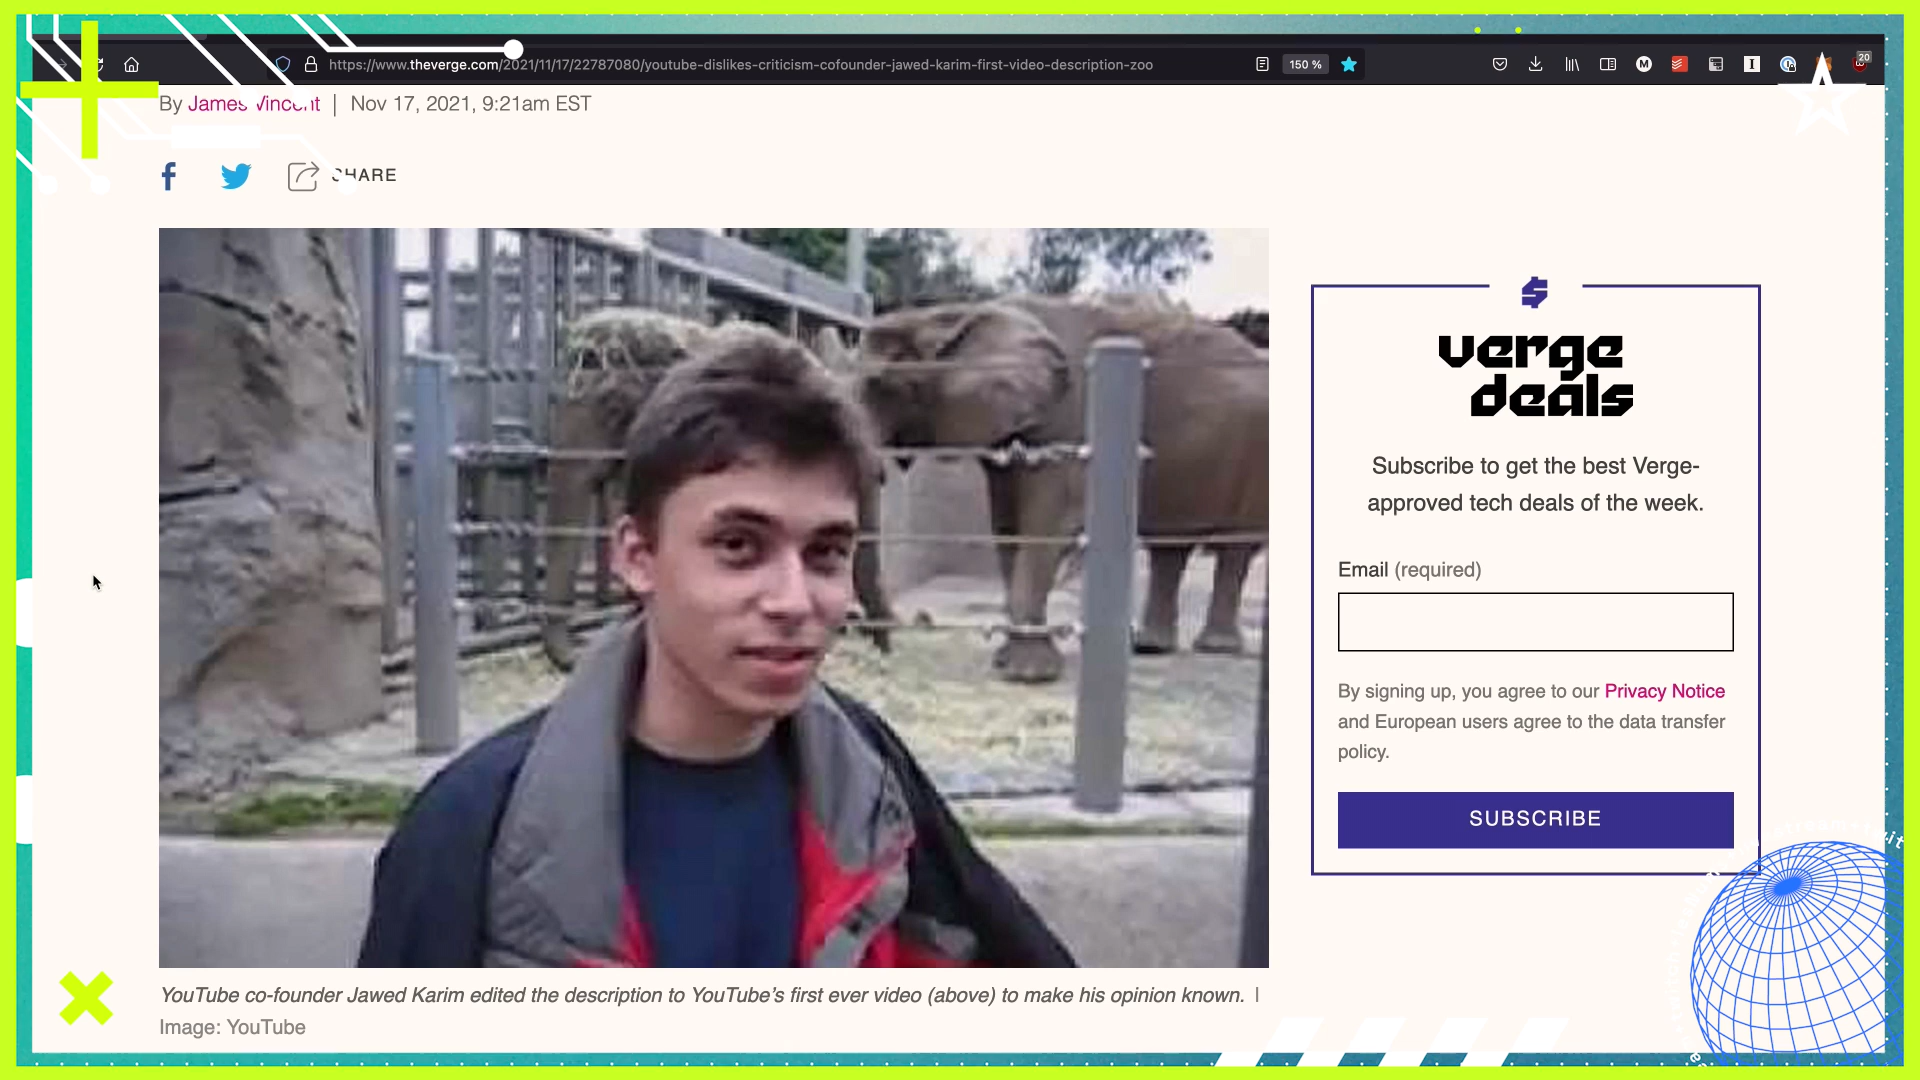 https://www.theverge.com/2021/11/17/22787080/youtube-dislikes-criticism-cofounder-jawed-karim-first-video-description-zoo
150 %
20
By James Vincent | Nov 17, 2021, 9:21am EST
SHARE
verge
deals
Subscribe to get the best Verge-
approved tech deals of the week.
Email (required)
By signing up, you agree to our Privacy Notice
and European users agree to the data transfer
policy.
SUBSCRIBE
YouTube co-founder Jawed Karim edited the description to YouTube's first ever video (above) to make his opinion known. |
Image: YouTube